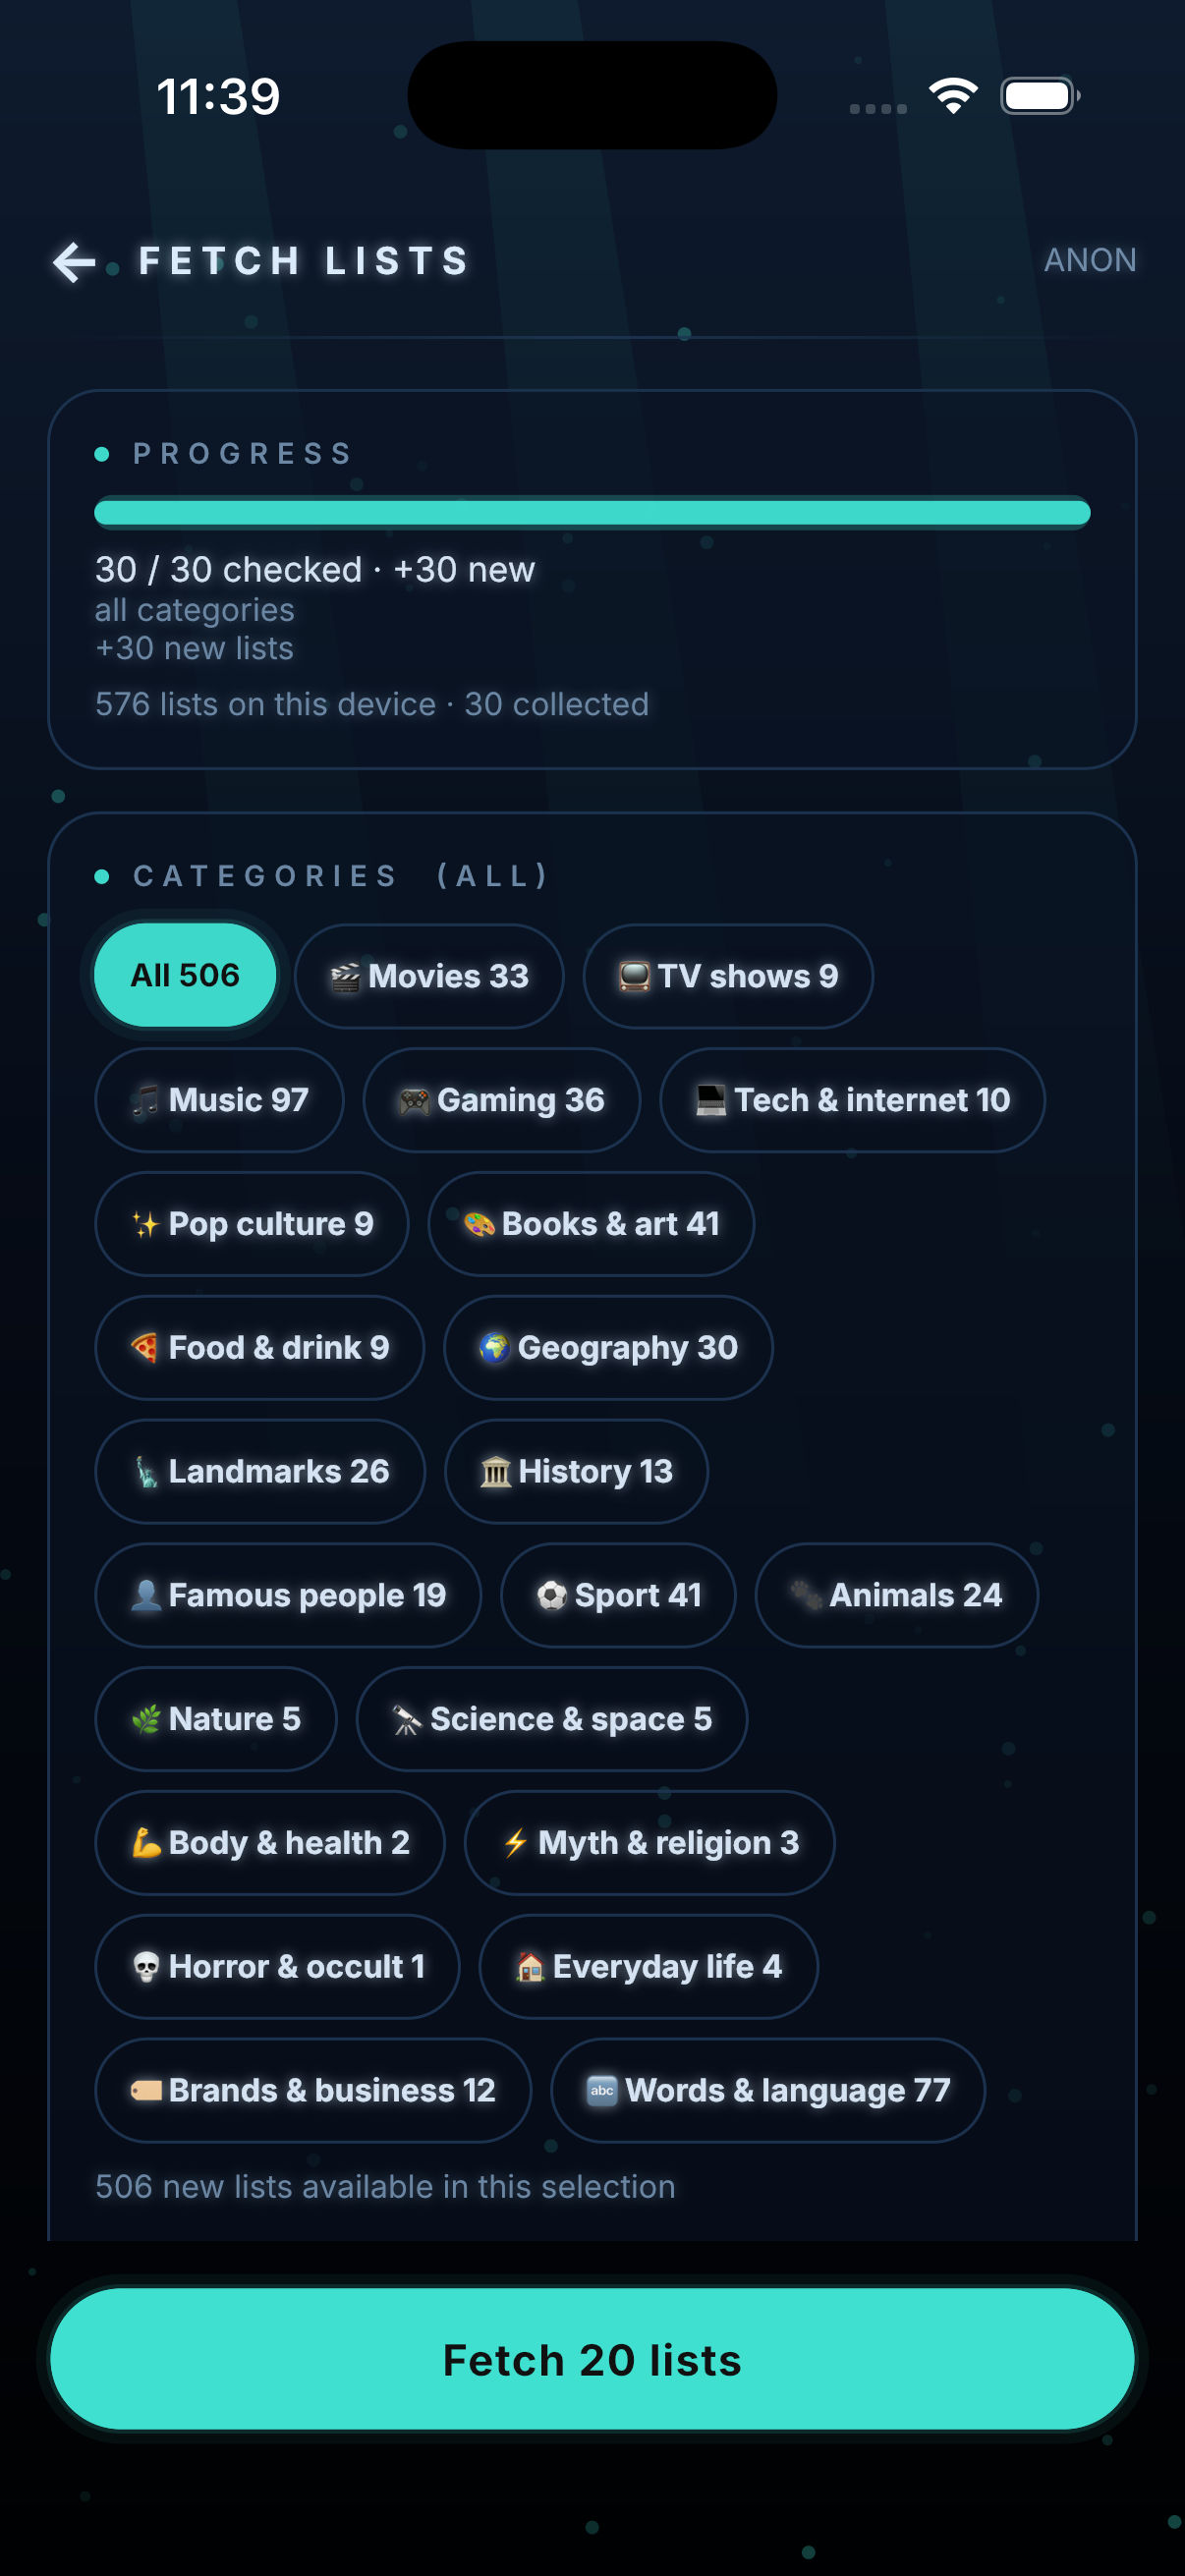 11:39
FETCH LISTS
ANON
PROGRESS
30 / 30 checked · +30 new
all categories
+30 new lists
576 lists on this device · 30 collected
CATEGORIES (ALL)
All 506
Movies 33
TV shows 9
Music 97
Gaming 36
Tech & internet 10
Pop culture 9
Books & art 41
Food & drink 9
Geography 30
Landmarks 26
History 13
Famous people 19
Sport 41
Animals 24
Nature 5
Science & space 5
Body & health 2
Myth & religion 3
Horror & occult 1
Everyday life 4
Brands & business 12
abc
Words & language 77
506 new lists available in this selection
Fetch 20 lists